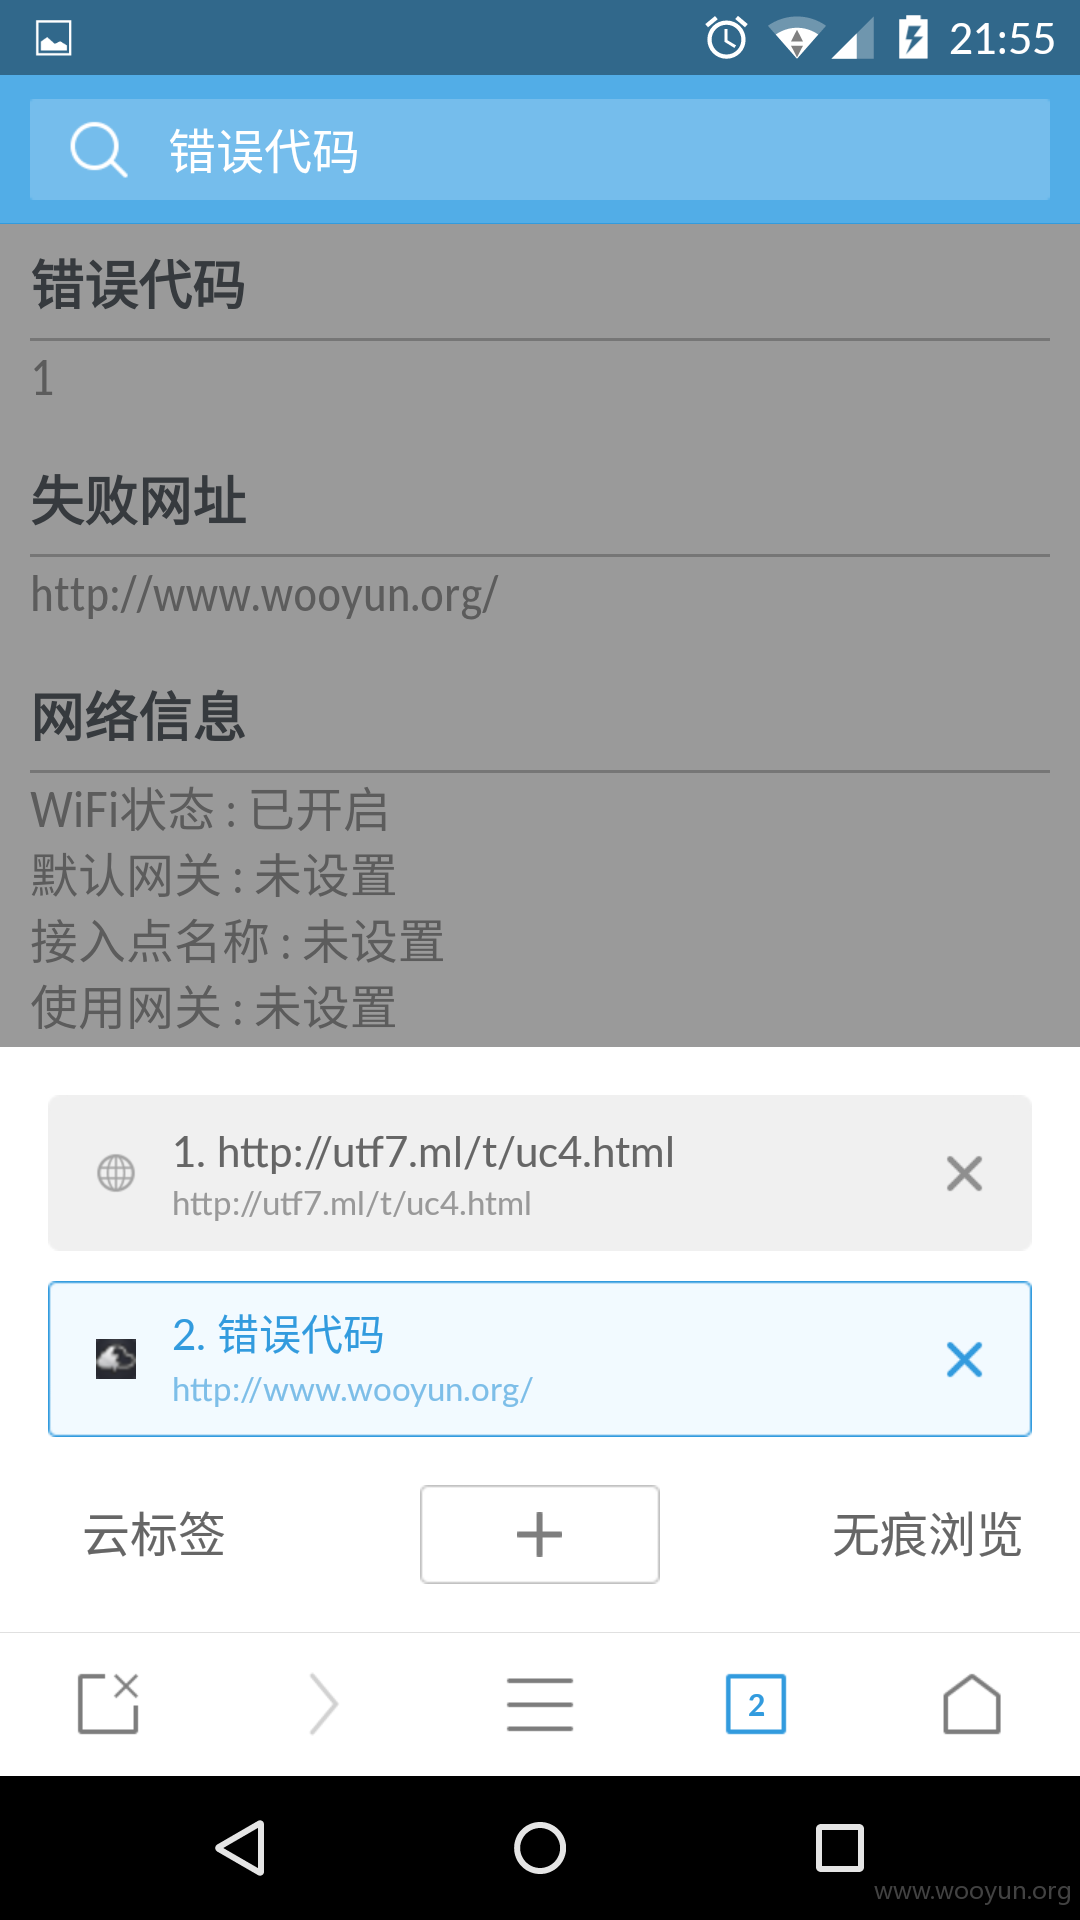 21:55
错误代码
错误代码
1
失败网址
http://www.wooyun.org/
网络信息
WiFi状态 : 已开启
默认网关 : 未设置
接入点名称 : 未设置
使用网关 : 未设置
1. http://utf7.ml/t/uc4.html
http://utf7.ml/t/uc4.html
2. 错误代码
http://www.wooyun.org/
云标签
无痕浏览
2
www.wooyun.org